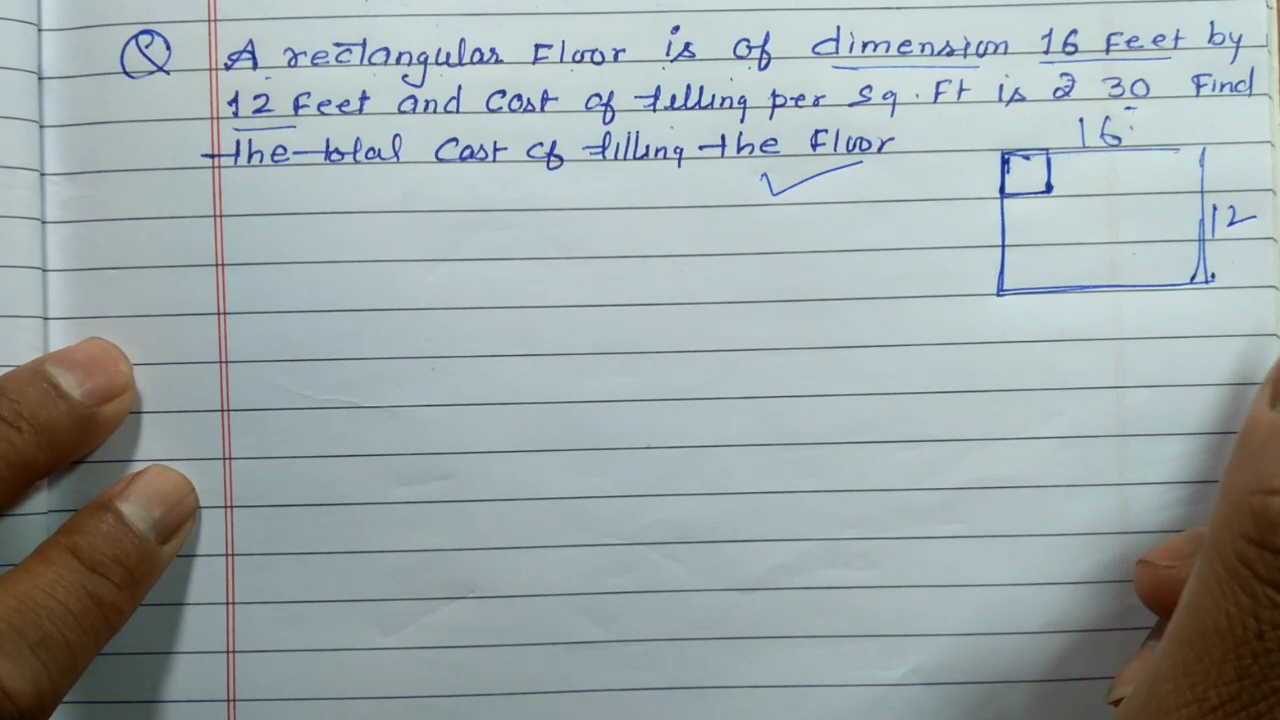 Q A rectangular Floor is of dimension 16 Feet by
12 Feet and cost of telling per sq. Ft is ₹ 30 Find
the total cost of tilling the Floor
16
12